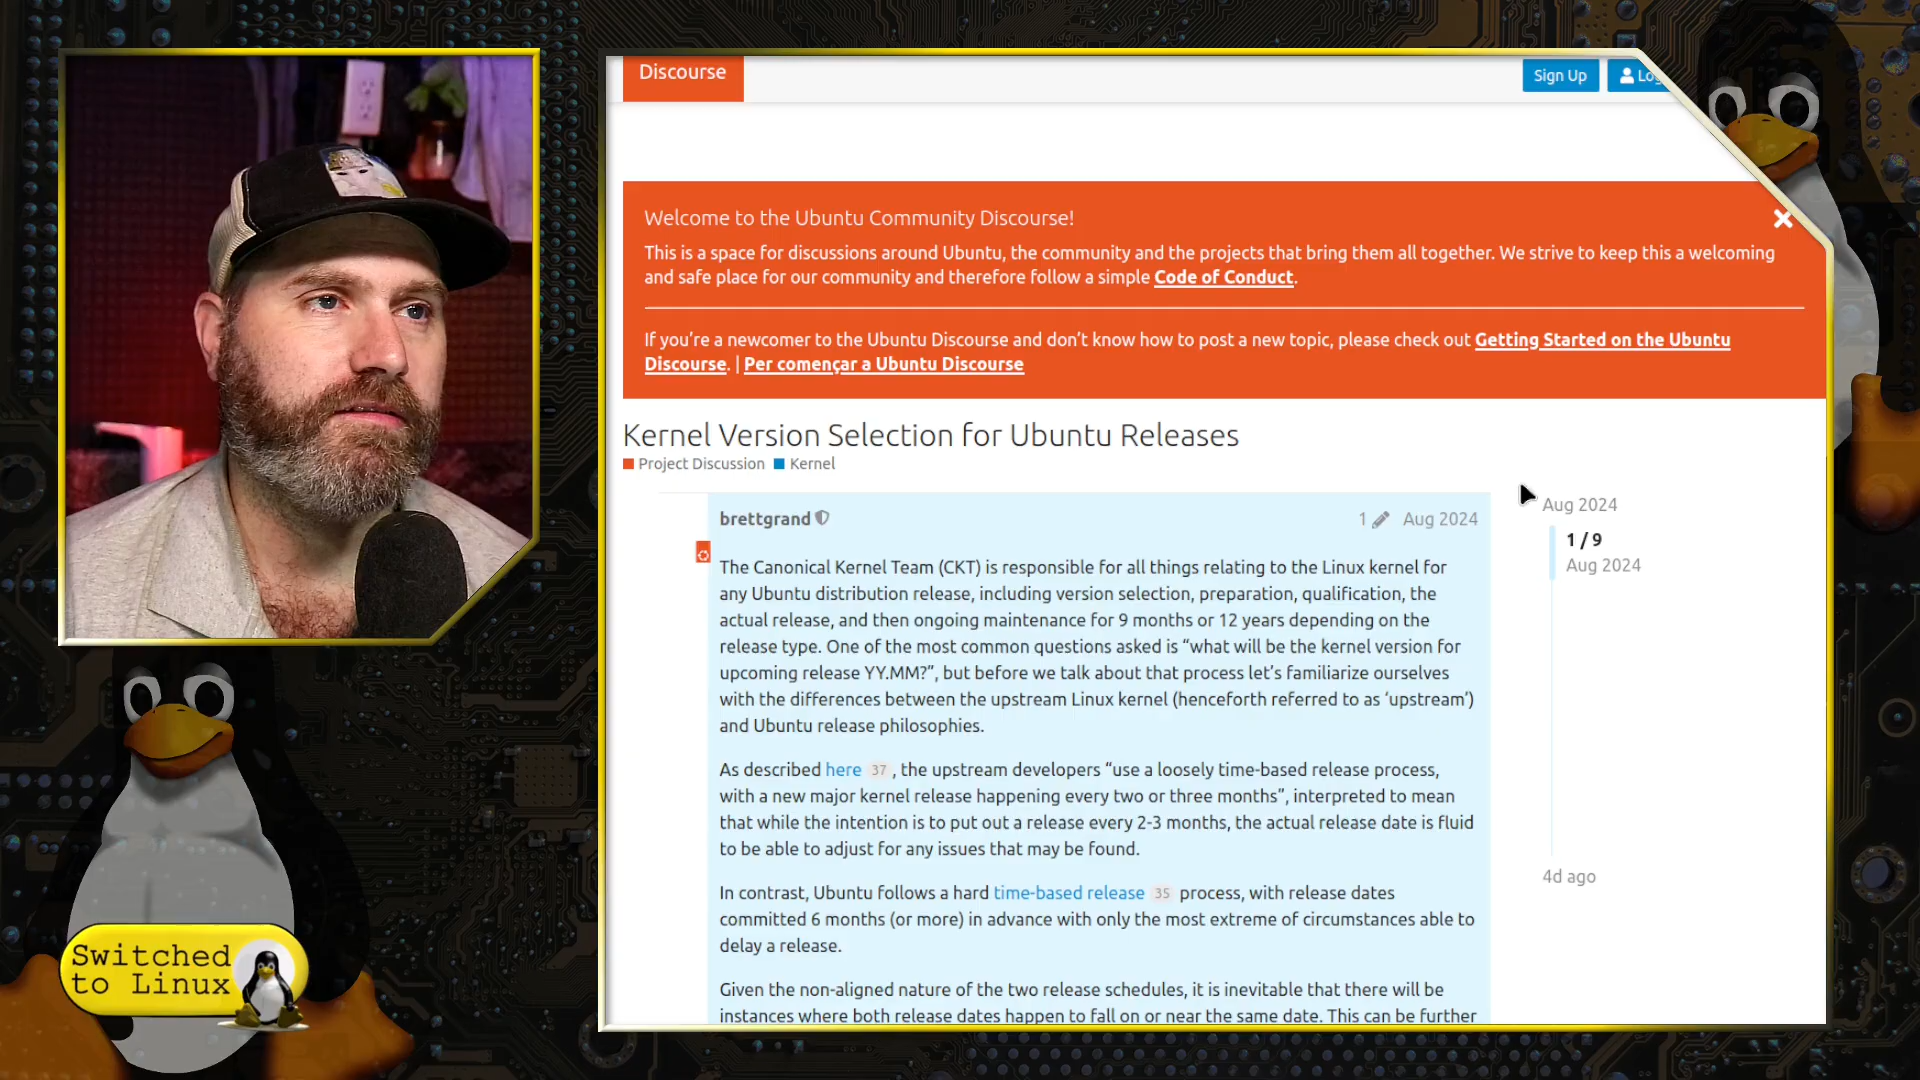 Discourse
Sign Up
Log
Welcome to the Ubuntu Community Discourse!
This is a space for discussions around Ubuntu, the community and the projects that bring them all together. We strive to keep this a welcoming
and safe place for our community and therefore follow a simple Code of Conduct.
If you're a newcomer to the Ubuntu Discourse and don't know how to post a new topic, please check out Getting Started on the Ubuntu
Discourse. | Per començar a Ubuntu Discourse
Kernel Version Selection for Ubuntu Releases
Project Discussion Kernel
brettgrand 1 Aug 2024
The Canonical Kernel Team (CKT) is responsible for all things relating to the Linux kernel for
any Ubuntu distribution release, including version selection, preparation, qualification, the
actual release, and then ongoing maintenance for 9 months or 12 years depending on the
release type. One of the most common questions asked is “what will be the kernel version for
upcoming release YY.MM?”, but before we talk about that process let’s familiarize ourselves
with the differences between the upstream Linux kernel (henceforth referred to as ‘upstream’)
and Ubuntu release philosophies.
As described here 37 , the upstream developers “use a loosely time-based release process,
with a new major kernel release happening every two or three months”, interpreted to mean
that while the intention is to put out a release every 2-3 months, the actual release date is fluid
to be able to adjust for any issues that may be found.
In contrast, Ubuntu follows a hard time-based release 35 process, with release dates
committed 6 months (or more) in advance with only the most extreme of circumstances able to
delay a release.
Given the non-aligned nature of the two release schedules, it is inevitable that there will be
instances where both release dates happen to fall on or near the same date. This can be further
Aug 2024
1 / 9
Aug 2024
4d ago
Switched
to Linux